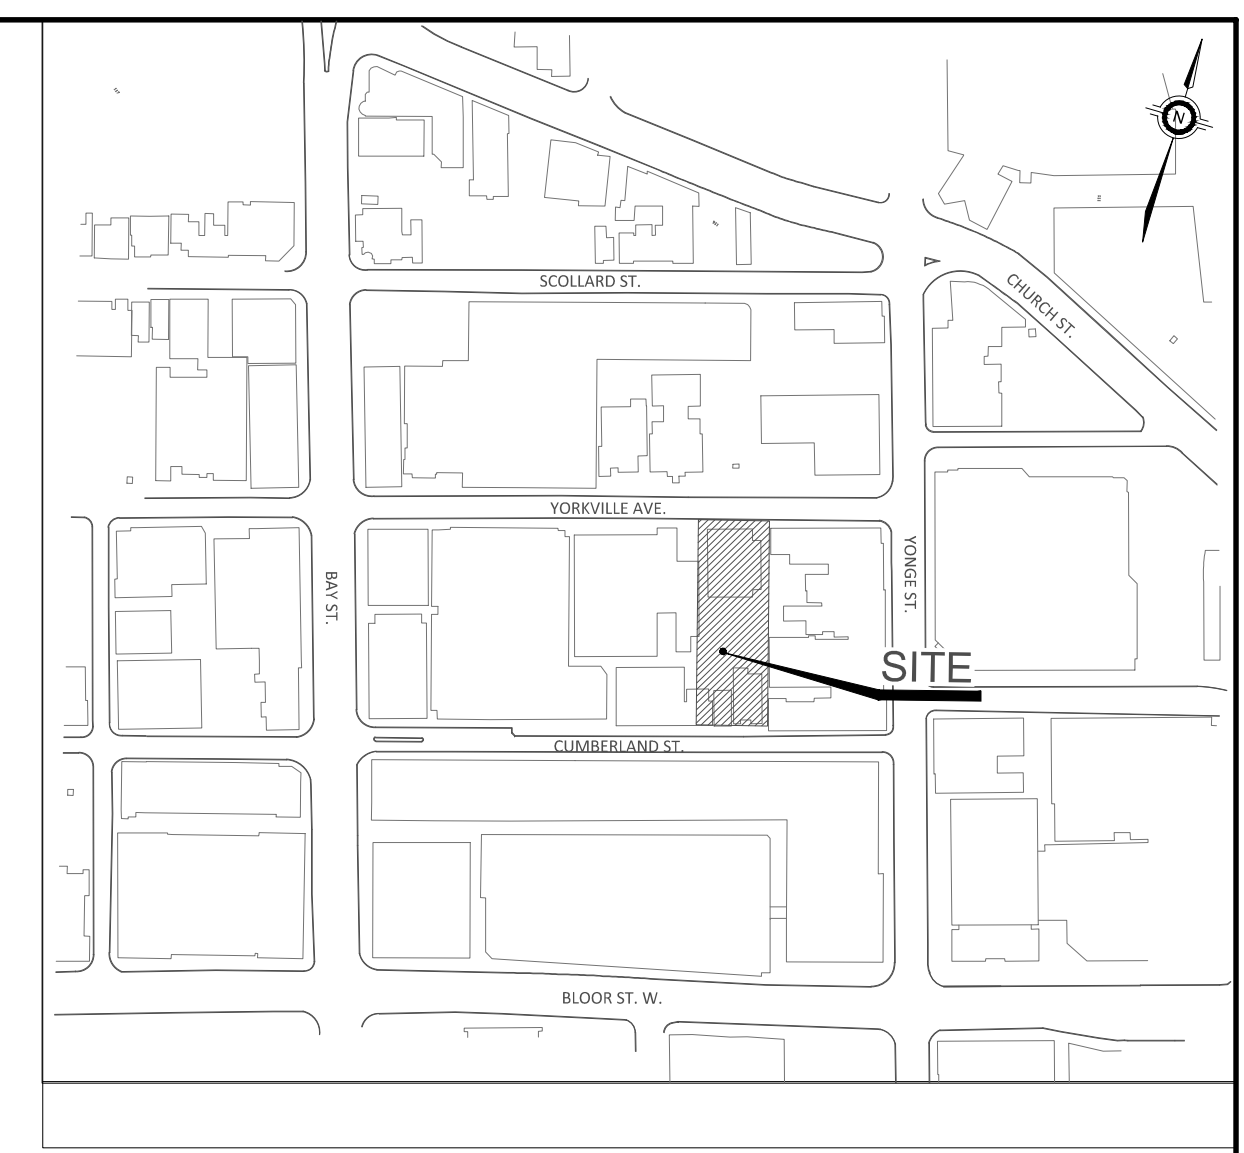 N
SCOLLARD ST.
CHURCH ST.
YORKVILLE AVE.
BAY ST.
YONGE ST.
SITE
CUMBERLAND ST.
BLOOR ST. W.